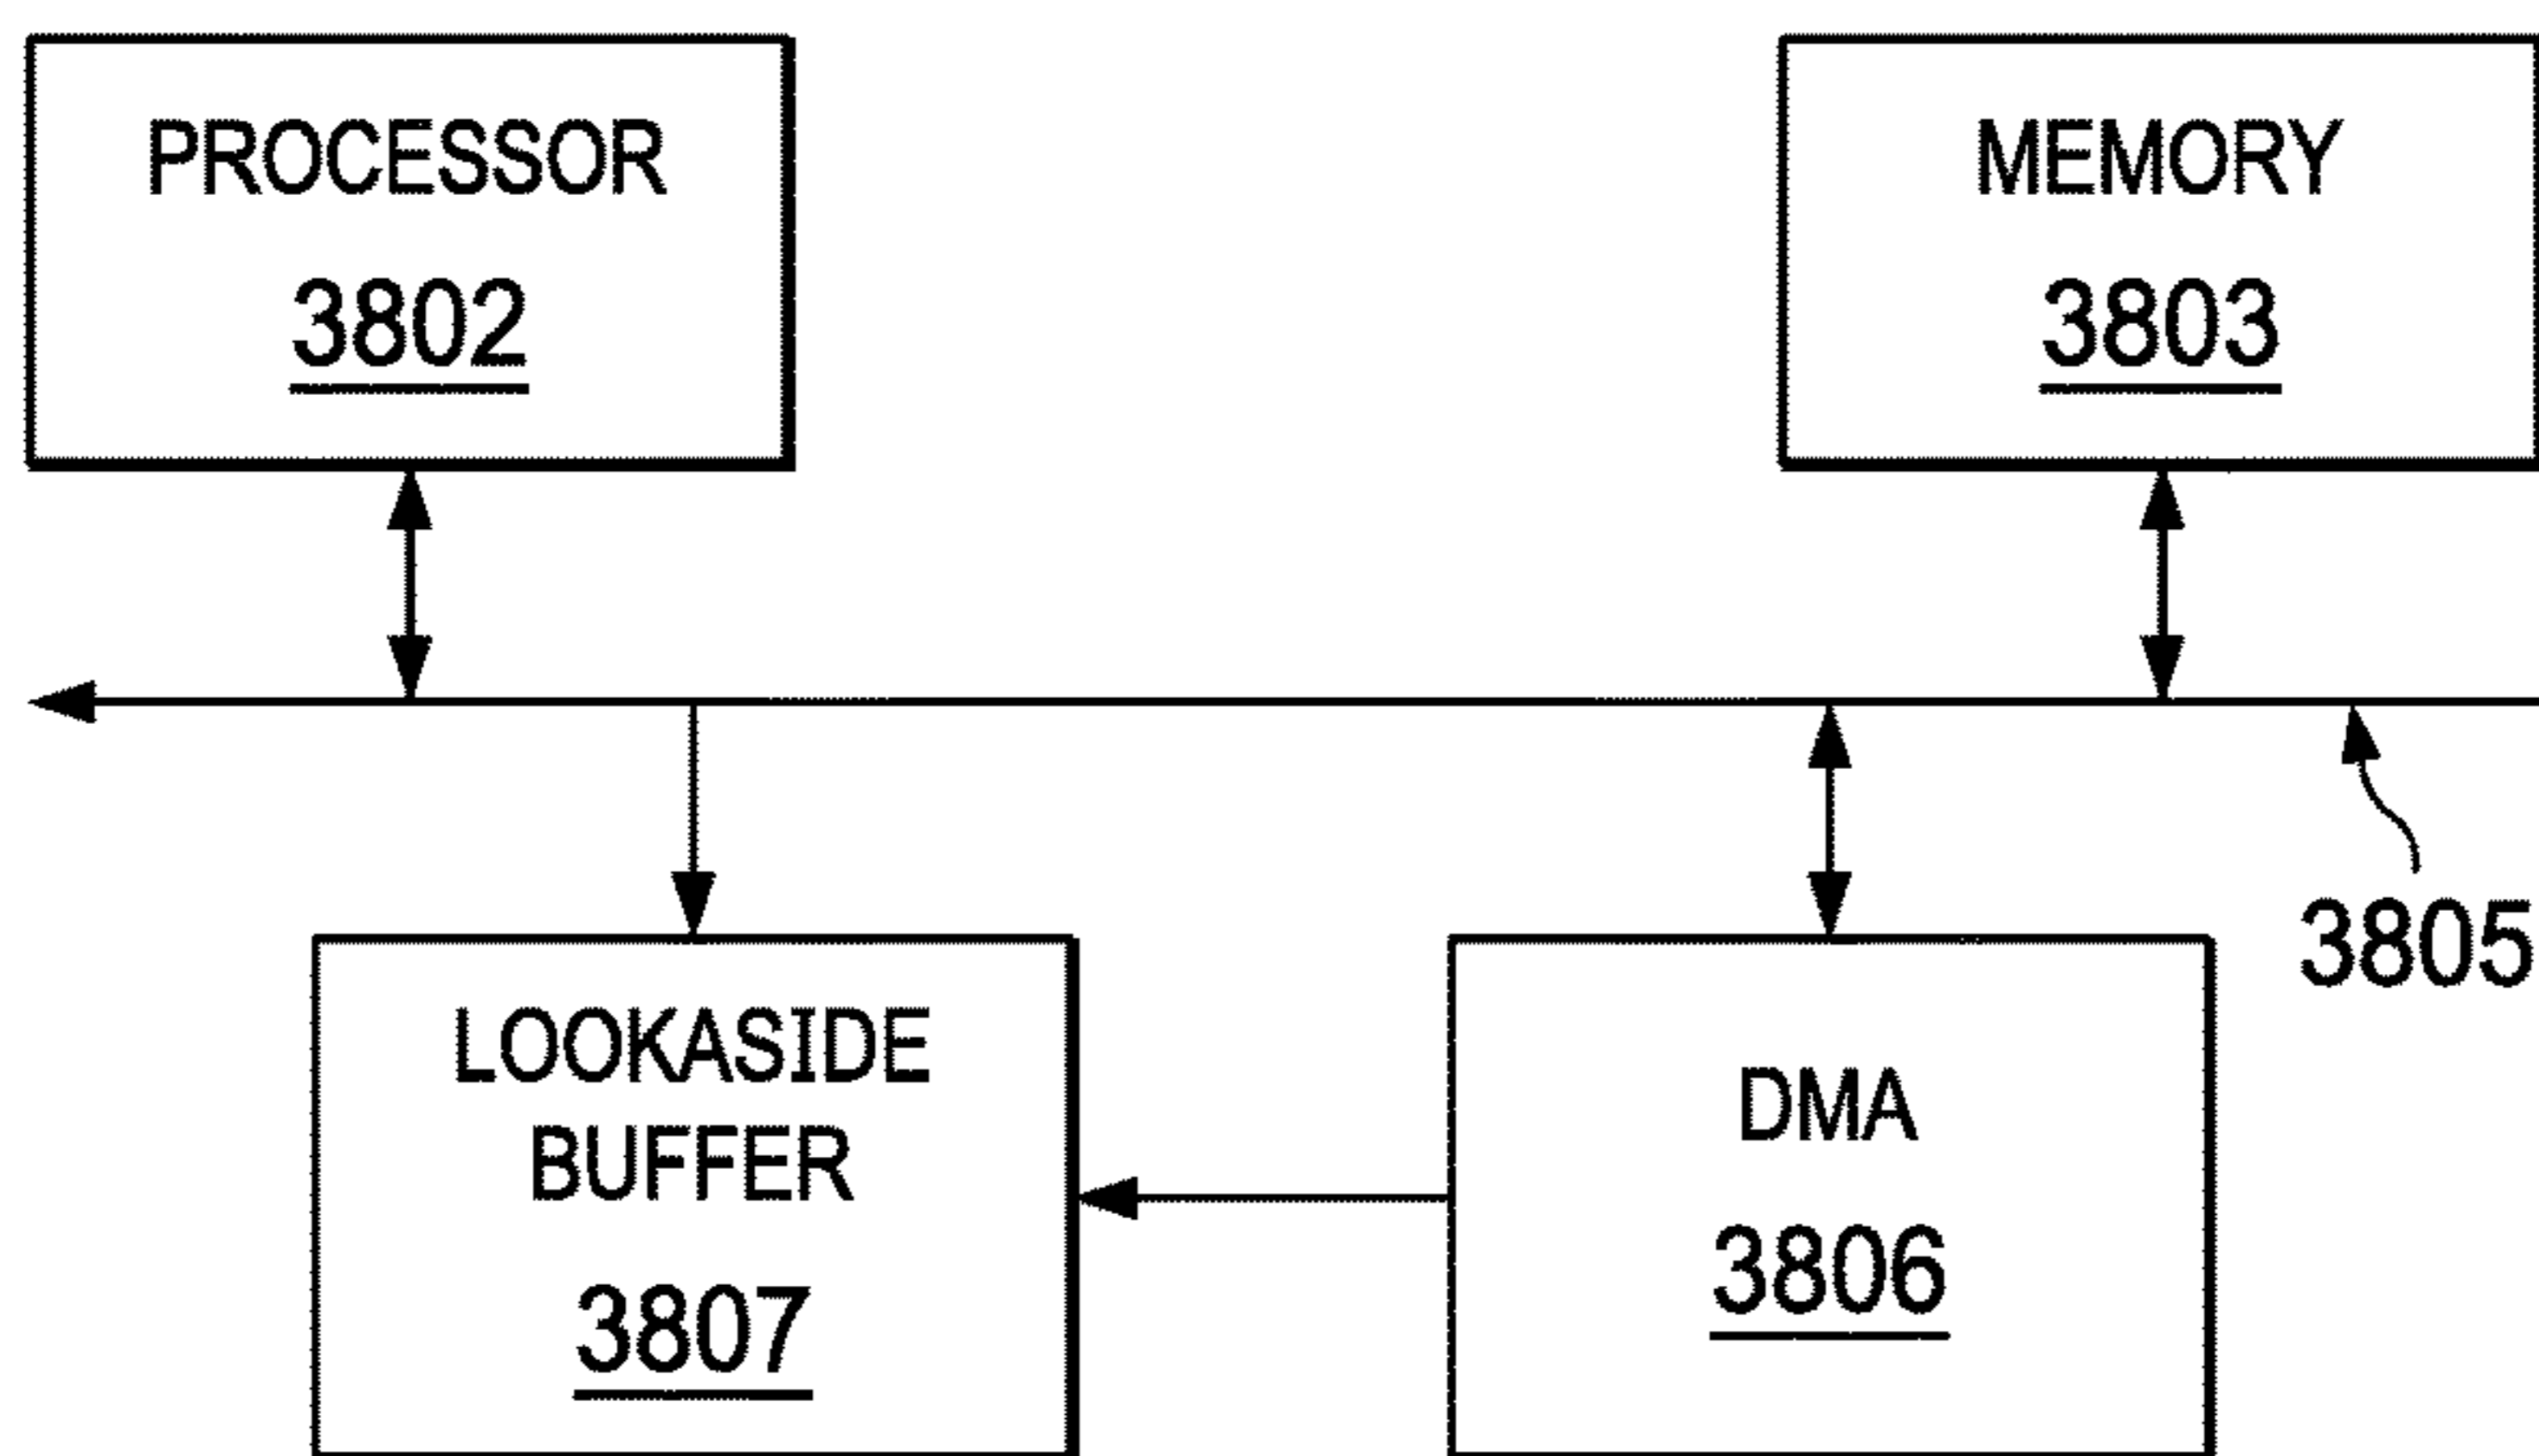 PROCESSOR
3802
MEMORY
3803
3805
LOOKASIDE
BUFFER
3807
DMA
3806